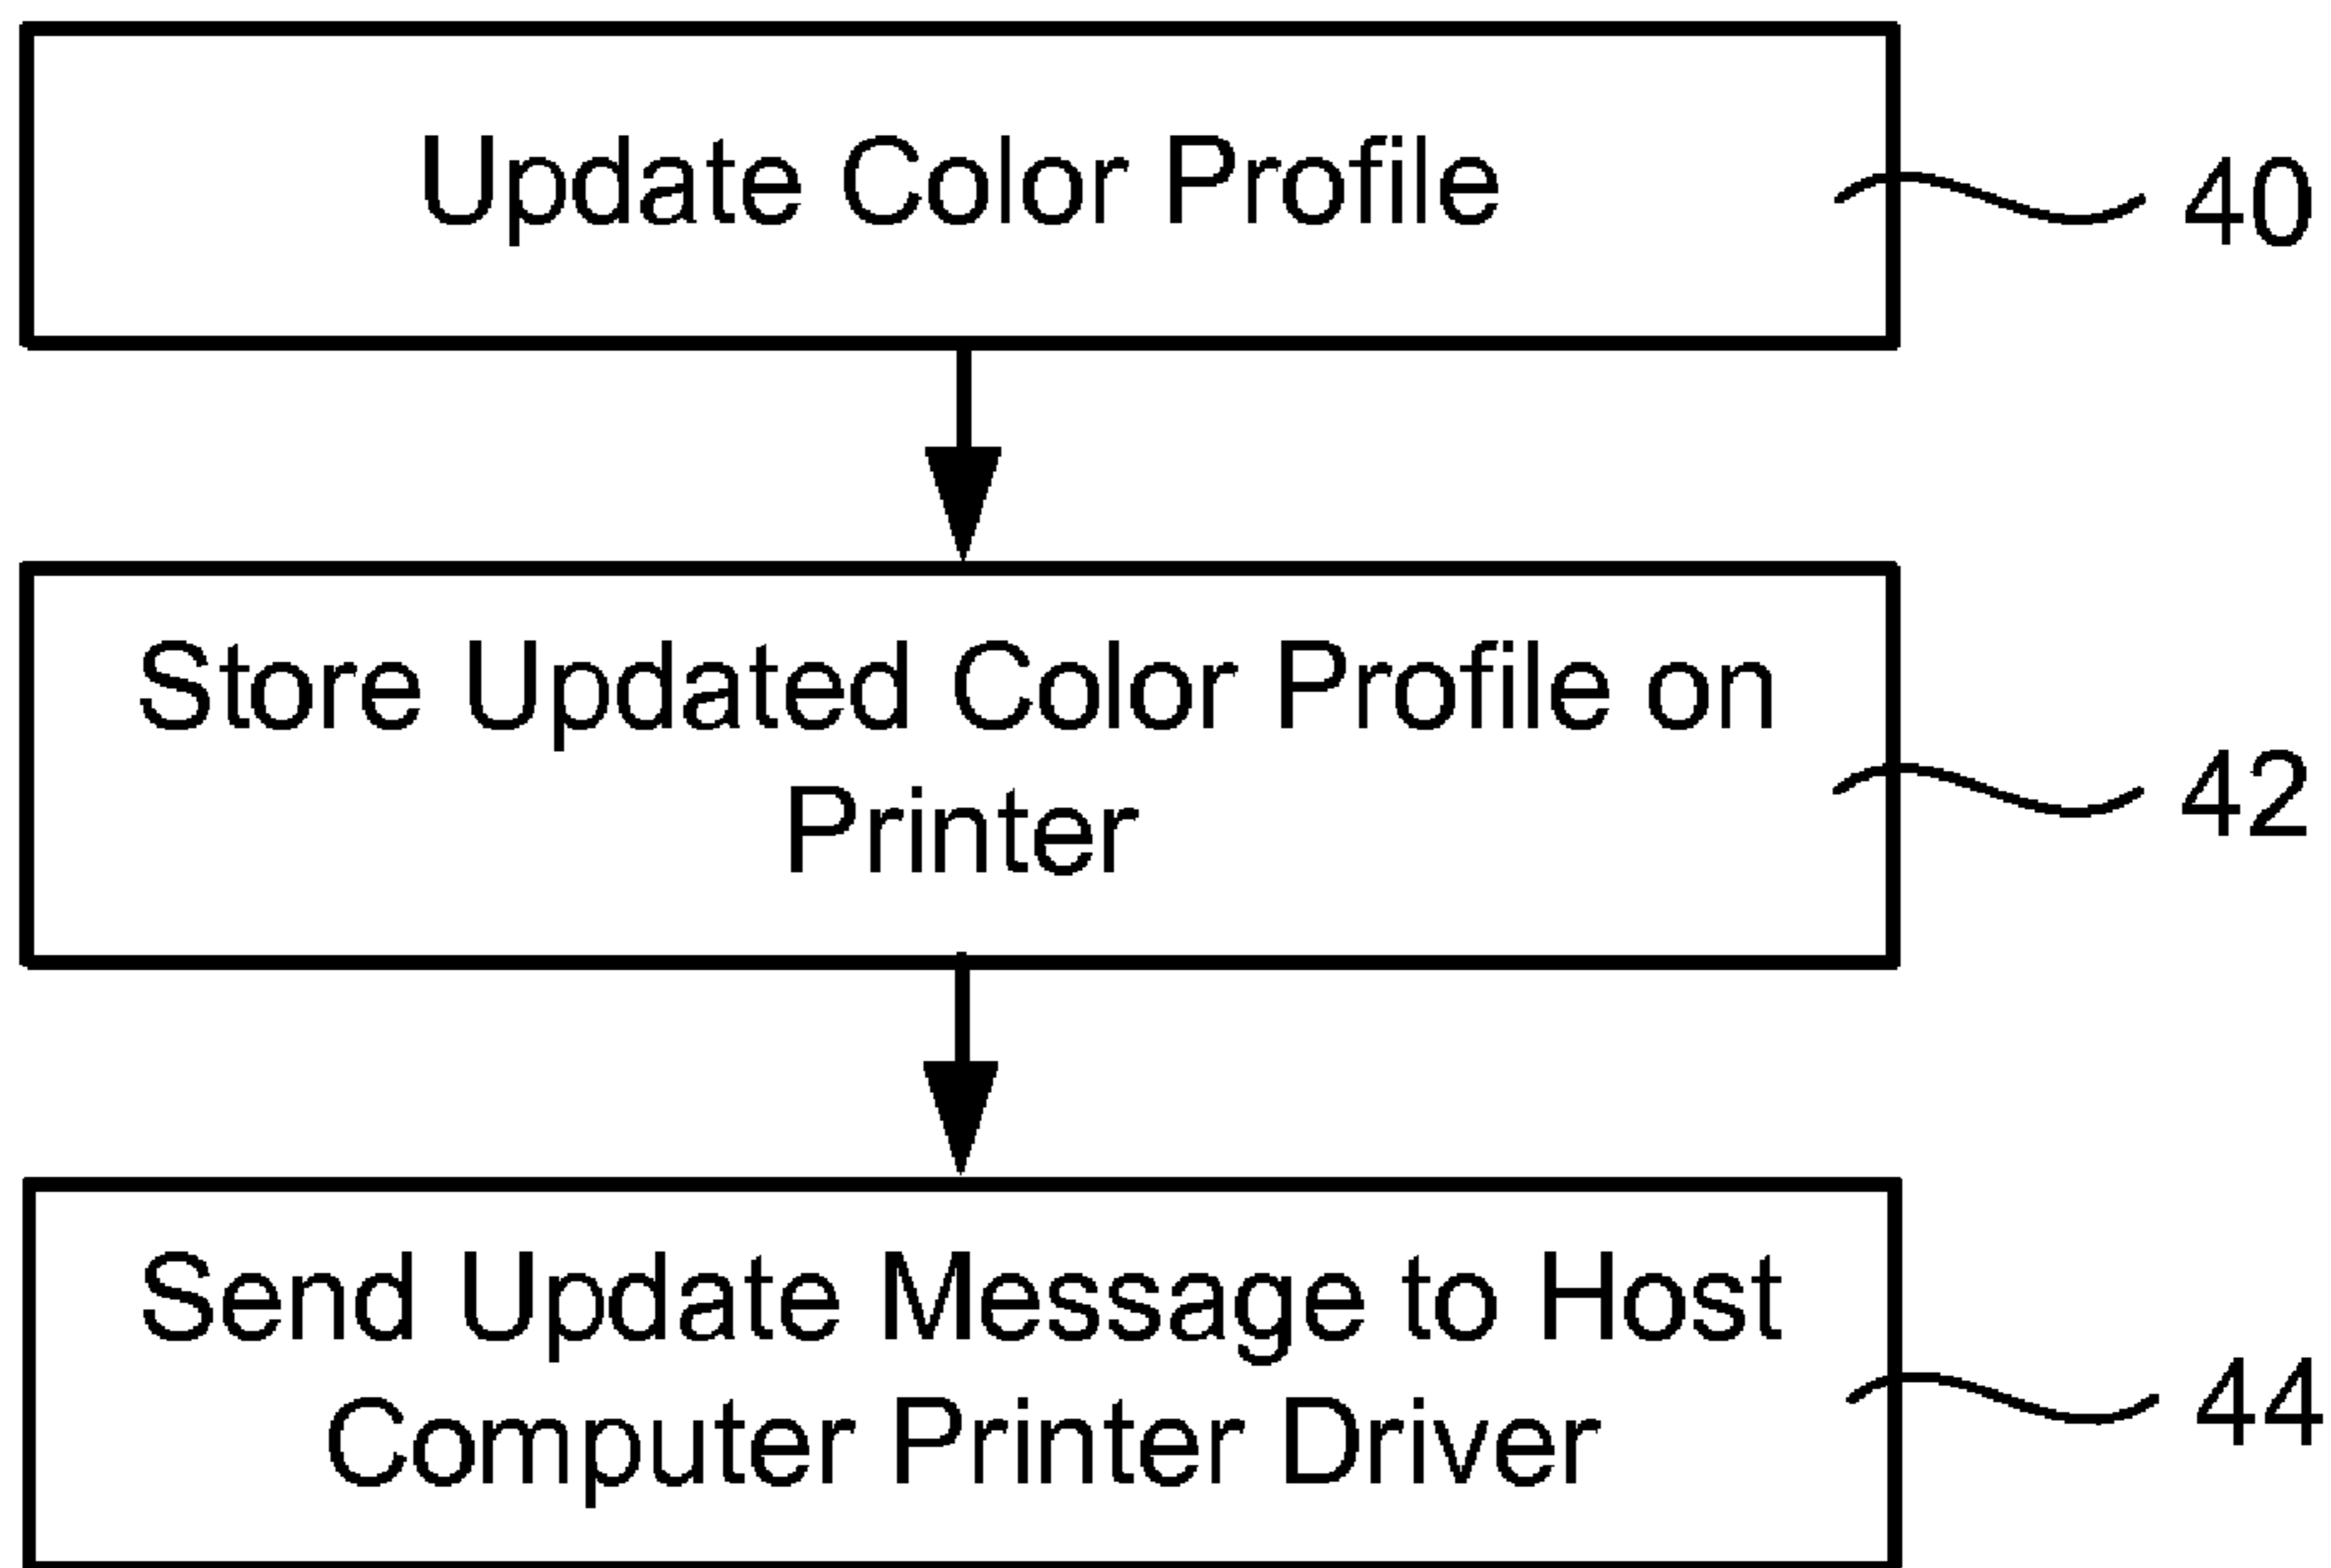 Update Color Profile
40
Store Updated Color Profile on
Printer
42
Send Update Message to Host
Computer Printer Driver
44